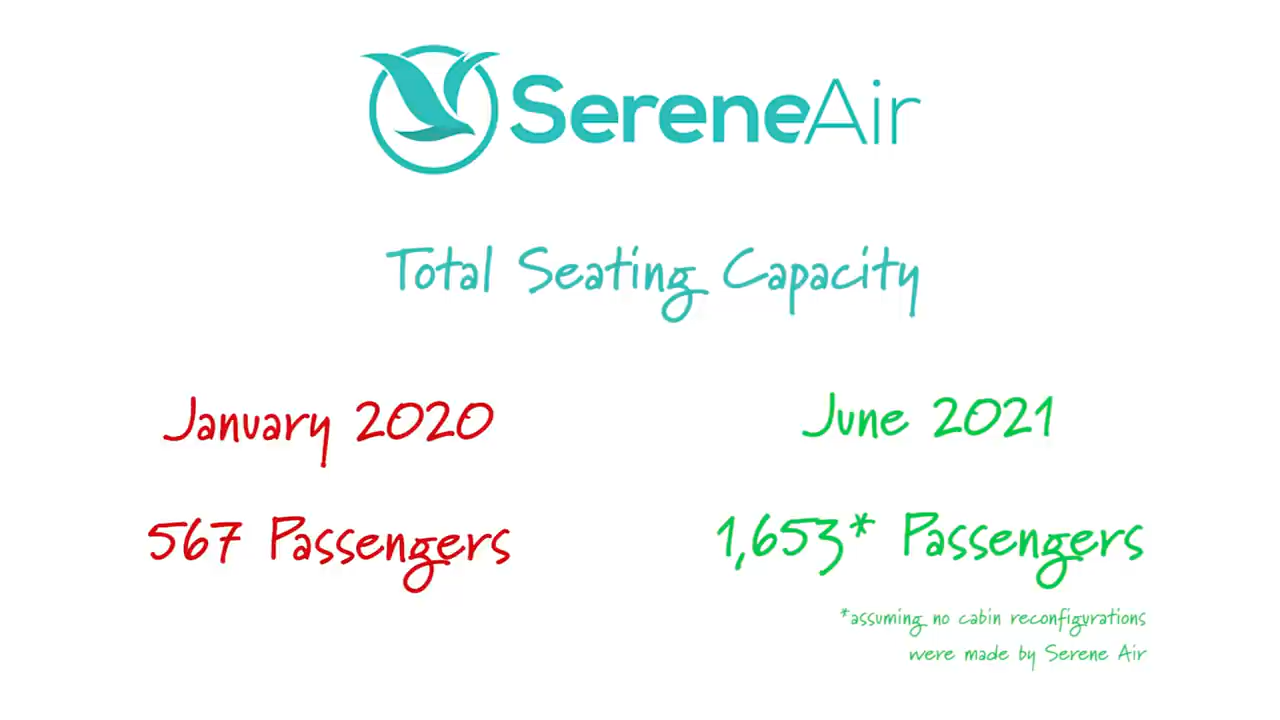 SereneAir
Total Seating Capacity
January 2020
June 2021
567 Passengers
1,653* Passengers
*assuming no cabin reconfigurations
were made by Serene Air